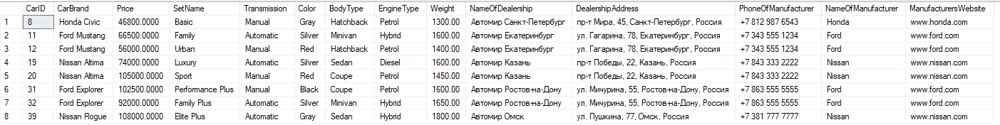 CarID CarBrand Price SetName Transmission Color BodyType EngineType Weight NameOfDealership DealershipAddress PhoneOfManufacturer NameOfManufacturer ManufacturersWebsite
1 8 Honda Civic 46800.0000 Basic Manual Gray Hatchback Petrol 1300.00 Автомир Санкт-Петербург пр-т Мира, 45, Санкт-Петербург, Россия +7 812 987 6543 Honda www.honda.com
2 11 Ford Mustang 66500.0000 Family Automatic Silver Minivan Hybrid 1600.00 Автомир Екатеринбург ул. Гагарина, 78, Екатеринбург, Россия +7 343 555 1234 Ford www.ford.com
3 12 Ford Mustang 56000.0000 Urban Manual Red Hatchback Petrol 1400.00 Автомир Екатеринбург ул. Гагарина, 78, Екатеринбург, Россия +7 343 555 1234 Ford www.ford.com
4 19 Nissan Altima 74000.0000 Luxury Automatic Silver Sedan Diesel 1600.00 Автомир Казань пр-т Победы, 22, Казань, Россия +7 843 333 2222 Nissan www.nissan.com
5 20 Nissan Altima 105000.0000 Sport Manual Red Coupe Petrol 1450.00 Автомир Казань пр-т Победы, 22, Казань, Россия +7 843 333 2222 Nissan www.nissan.com
6 31 Ford Explorer 102500.0000 Performance Plus Manual Black Coupe Petrol 1600.00 Автомир Ростов-на-Дону ул. Мичурина, 55, Ростов-на-Дону, Россия +7 863 555 5555 Ford www.ford.com
7 32 Ford Explorer 92000.0000 Family Plus Automatic Silver Minivan Hybrid 1650.00 Автомир Ростов-на-Дону ул. Мичурина, 55, Ростов-на-Дону, Россия +7 863 555 5555 Ford www.ford.com
8 39 Nissan Rogue 108000.0000 Elite Plus Automatic Gray Sedan Hybrid 1800.00 Автомир Омск ул. Пушкина, 77, Омск, Россия +7 381 777 7777 Nissan www.nissan.com